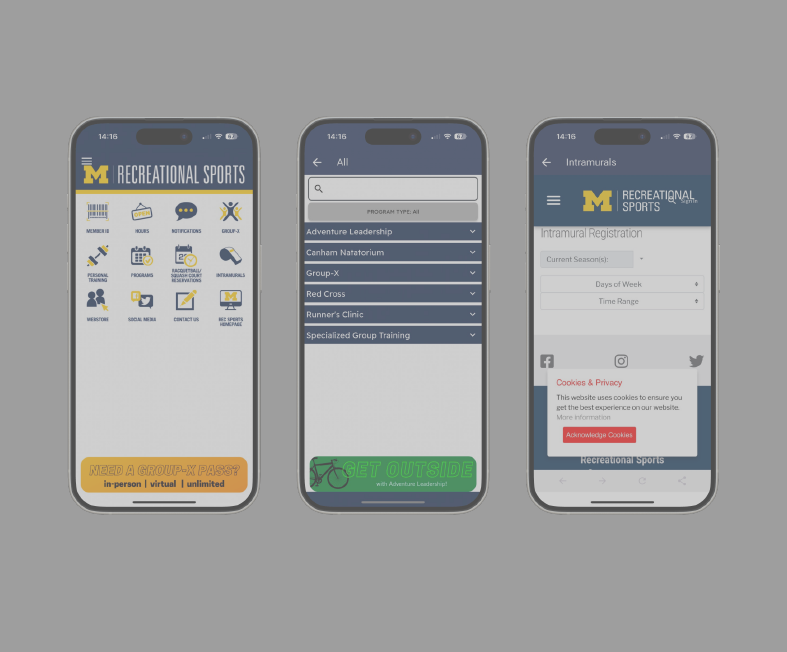 14:16
M RECREATIONAL SPORTS
MEMBER ID
HOURS
NOTIFICATIONS
GROUP-X
OPEN
PERSONAL
TRAINING
PROGRAMS
RACQUETBALL/
SQUASH COURT
RESERVATIONS
INTRAMURALS
WEBSTORE
SOCIAL MEDIA
CONTACT US
M
REC SPORTS
HOMEPAGE
NEED A GROUP-X PASS?
in-person | virtual | unlimited
14:16
All
PROGRAM TYPE: All
Adventure Leadership
Canham Natatorium
Group-X
Red Cross
Runner's Clinic
Specialized Group Training
GET OUTSIDE
with Adventure Leadership!
14:16
Intramurals
M RECREATIONAL
SPORTS
Sign In
Intramural Registration
Current Season(s):
Days of Week
Time Range
Cookies & Privacy
This website uses cookies to ensure you
get the best experience on our website.
More information
Acknowledge Cookies
Recreational Sports